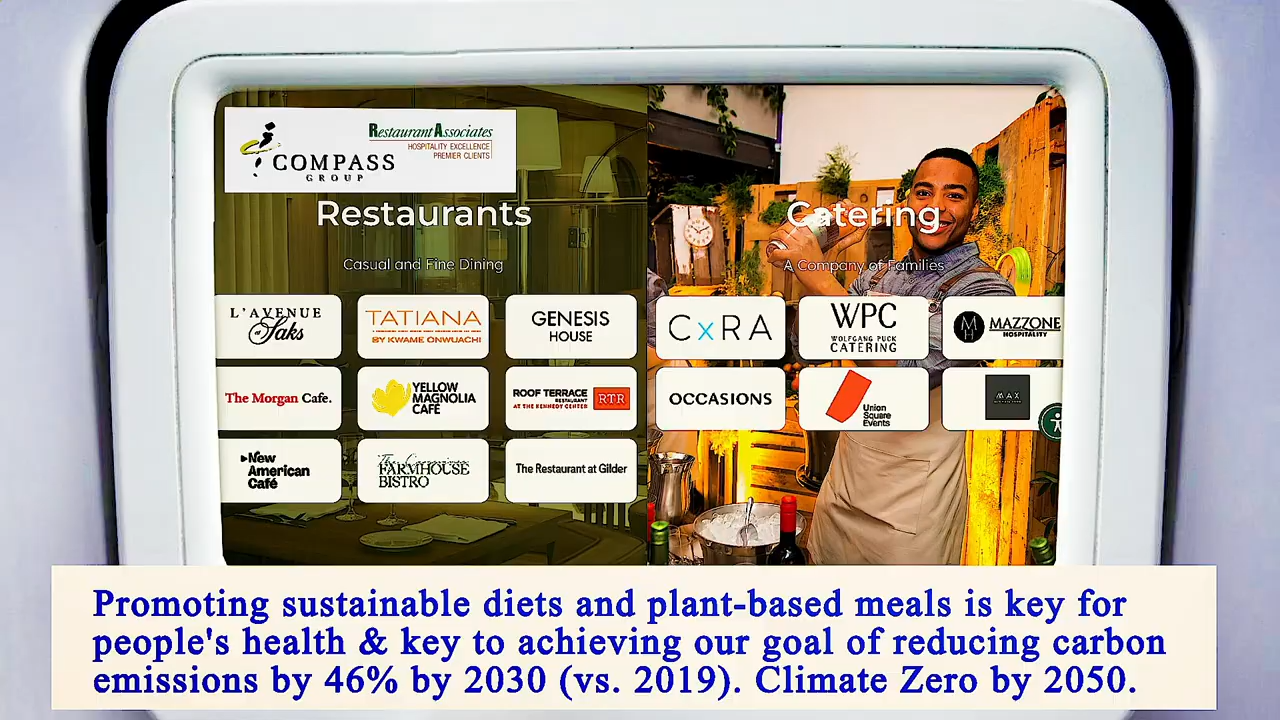 COMPASS
GROUP
Restaurant Associates
HOSPITALITY EXCELLENCE
PREMIER CLIENTS
Restaurants
Casual and Fine Dining
L'AVENUE
Saks
TATIANA
BY KWAME ONWUACHI
GENESIS
HOUSE
The Morgan Cafe.
YELLOW
MAGNOLIA
CAFÉ
ROOF TERRACE
RESTAURANT
AT THE KENNEDY CENTER
RTR
New
American
Café
FARMHOUSE
BISTRO
The Restaurant at Gilder
Catering
A Company of Families
CxRA
WPC
WOLFGANG PUCK
CATERING
MH
MAZZONE
HOSPITALITY
OCCASIONS
Union
Square
Events
MAX
Promoting sustainable diets and plant-based meals is key for
people's health & key to achieving our goal of reducing carbon
emissions by 46% by 2030 (vs. 2019). Climate Zero by 2050.